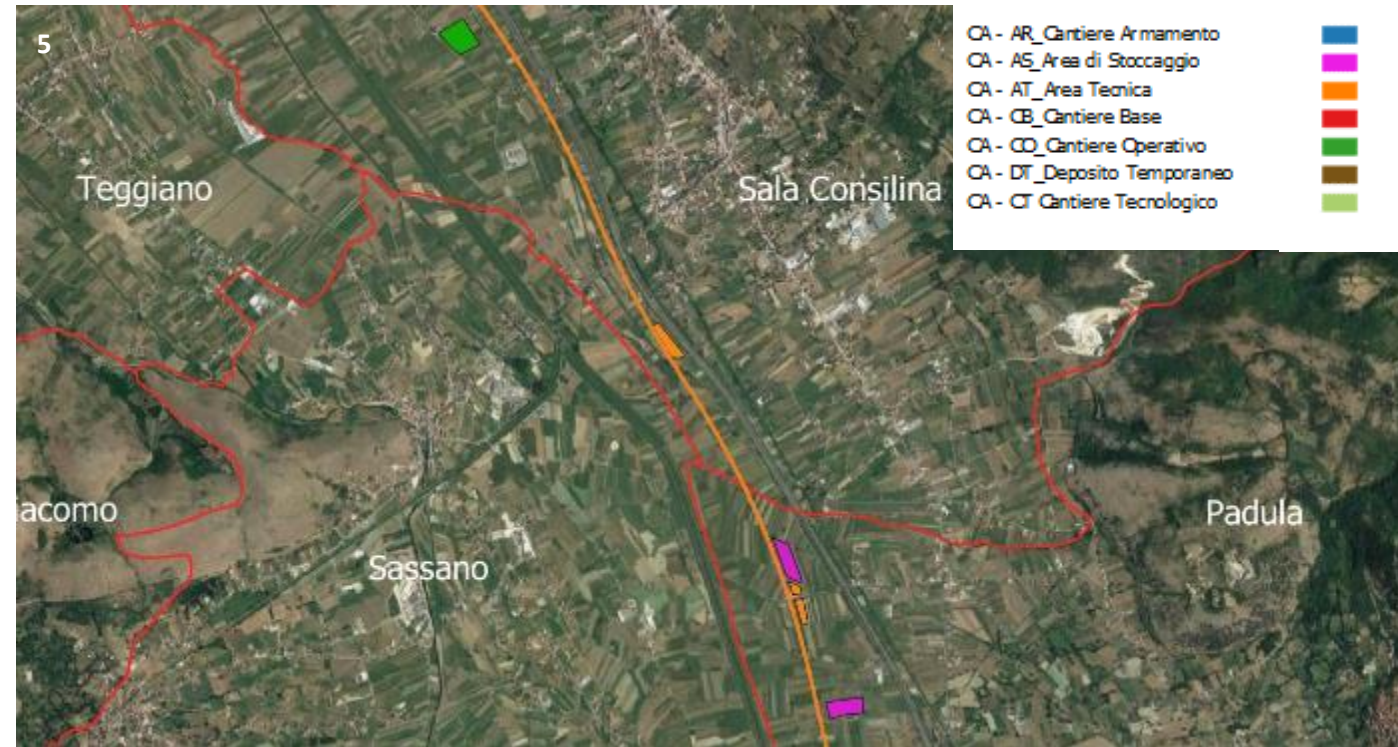 5
CA - AR_Cantiere Armamento
CA - AS_Area di Stoccaggio
CA - AT_Area Tecnica
CA - CB_Cantiere Base
CA - CO_Cantiere Operativo
CA - DT_Deposito Temporaneo
CA - CT Cantiere Tecnologico
Teggiano
Sala Consilina
iacomo
Padula
Sassano